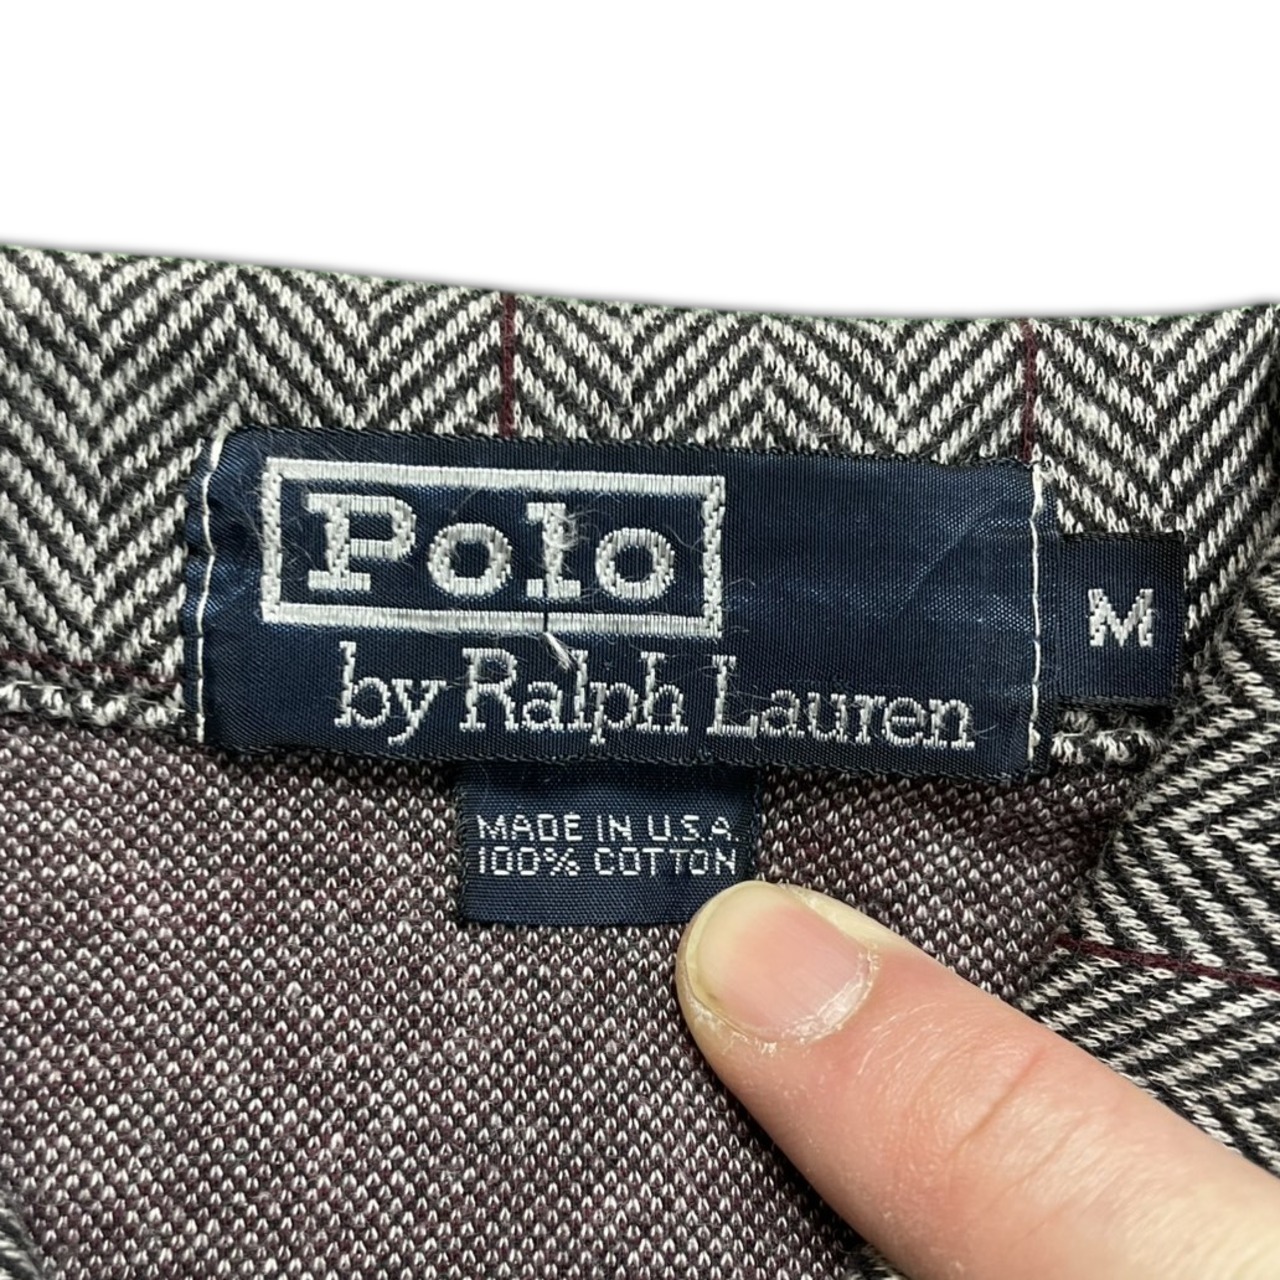 Polo
by Ralph Lauren
M
MADE IN U.S.A.
100% COTTON